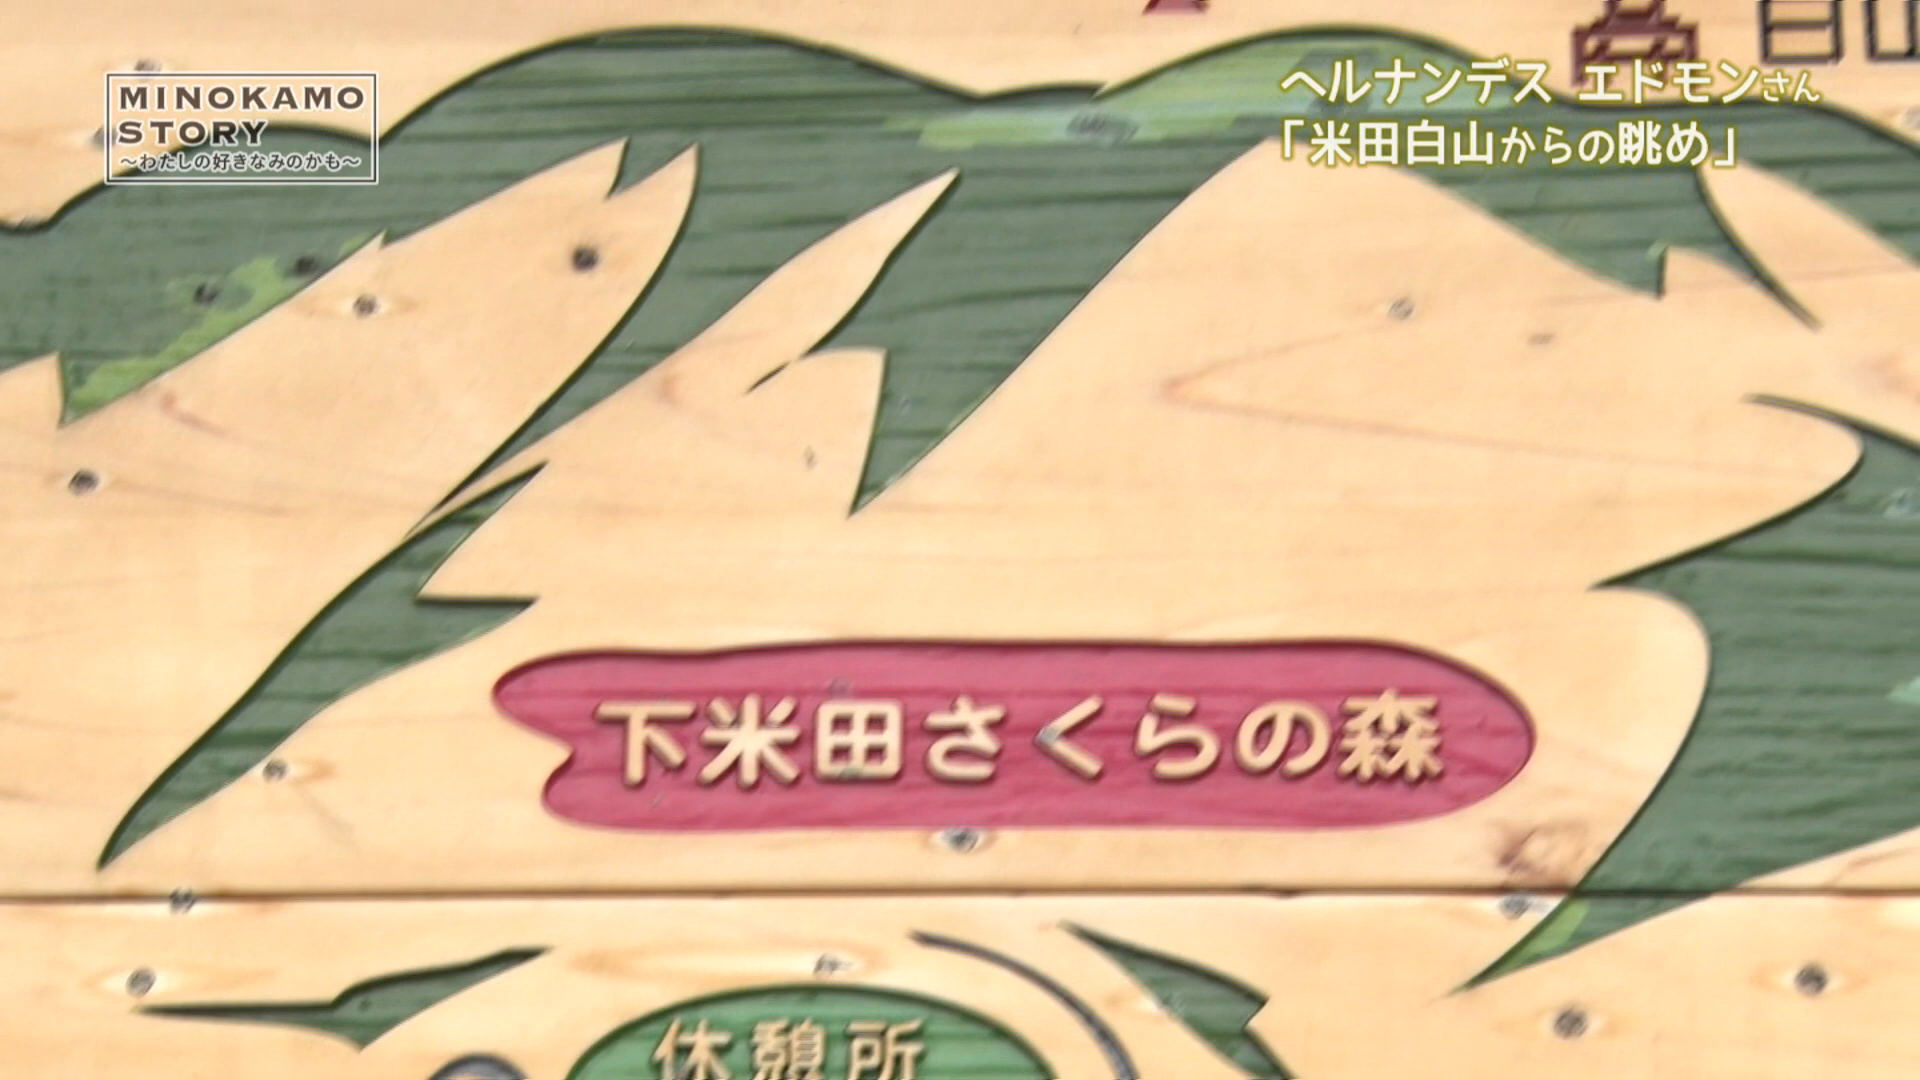 MINOKAMO
STORY
～わたしの好きなみのかも～
ヘルナンデス エドモンさん
「米田白山からの眺め」
下米田さくらの森
休憩所